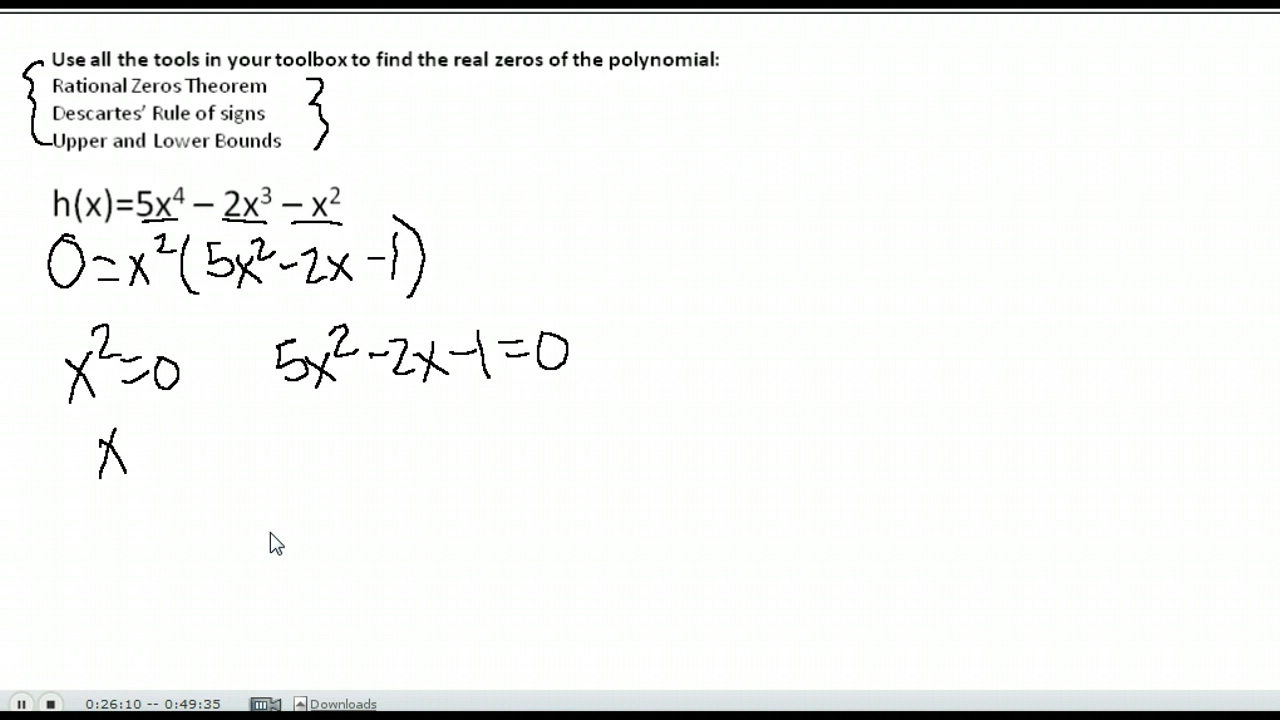 Use all the tools in your toolbox to find the real zeros of the polynomial:
Rational Zeros Theorem
Descartes' Rule of signs
Upper and Lower Bounds
h(x)=5x⁴ – 2x³ – x²
0=x²(5x²-2x-1)
x²=0 5x²-2x-1=0
x
0:26:10 -- 0:49:35 Downloads